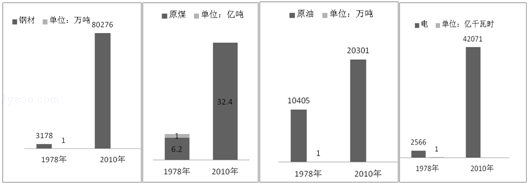 钢材 单位：万吨
80276
3178
1
1978年 2010年
原煤 单位：亿吨
1
6.2
32.4
1978年 2010年
原油 单位：万吨
20301
10405
1
1978年 2010年
电 单位：亿千瓦时
42071
2566
1
1978年 2010年